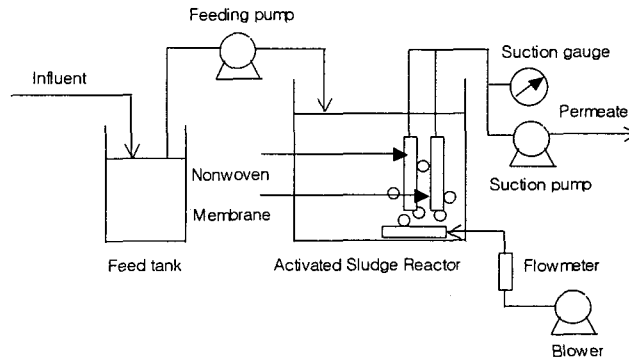 Feeding pump
Influent
Suction gauge
Permeate
Nonwoven
Membrane
Suction pump
Feed tank
Activated Sludge Reactor
Flowmeter
Blower